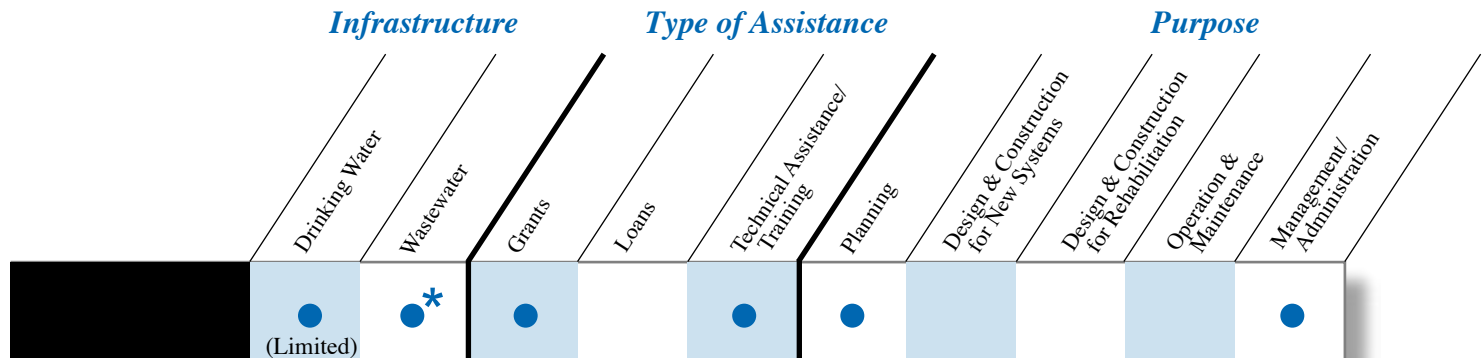 Infrastructure
Type of Assistance
Purpose
Drinking Water
Wastewater
Grants
Loans
Technical Assistance/
Training
Planning
Design & Construction
for New Systems
Design & Construction
for Rehabilitation
Operation &
Maintenance
Management/
Administration
*
(Limited)